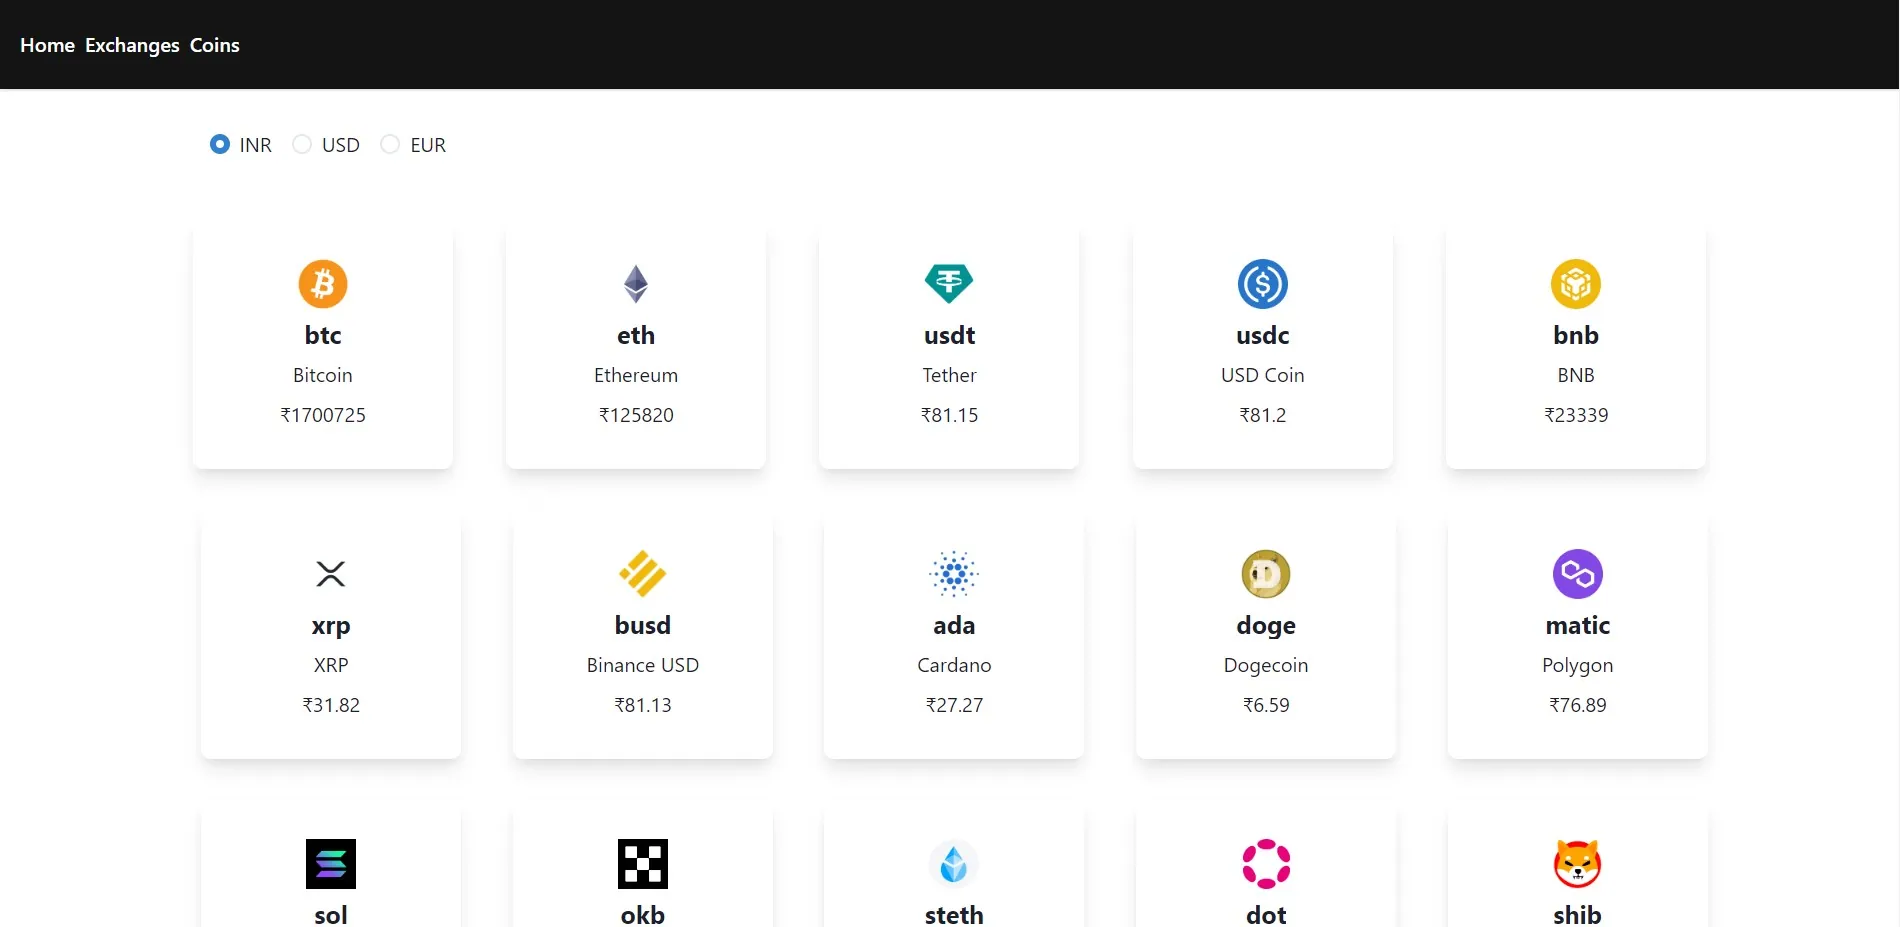 Home Exchanges Coins
INR USD EUR
btc eth usdt usdc bnb
Bitcoin Ethereum Tether USD Coin BNB
₹1700725 ₹125820 ₹81.15 ₹81.2 ₹23339
xrp busd ada doge matic
XRP Binance USD Cardano Dogecoin Polygon
₹31.82 ₹81.13 ₹27.27 ₹6.59 ₹76.89
sol okb steth dot shib